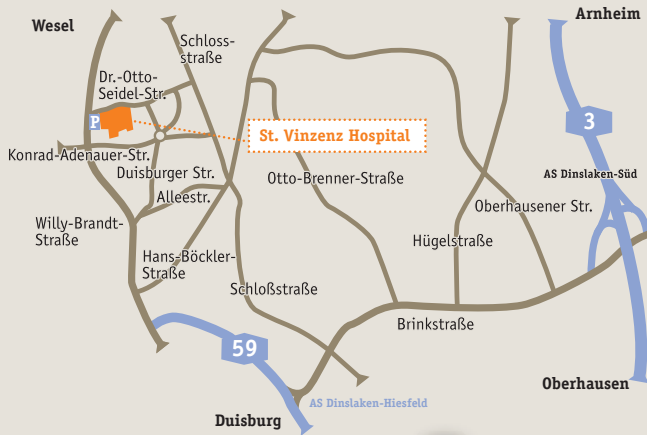 Arnheim
Wesel
Schloss-
straße
Dr.-Otto-
Seidel-Str.
P
3
St. Vinzenz Hospital
Konrad-Adenauer-Str.
AS Dinslaken-Süd
Duisburger Str.
Otto-Brenner-Straße
Alleestr.
Oberhausener Str.
Willy-Brandt-
Straße
Hügelstraße
Hans-Böckler-
Straße
Schloßstraße
Brinkstraße
59
Oberhausen
AS Dinslaken-Hiesfeld
Duisburg